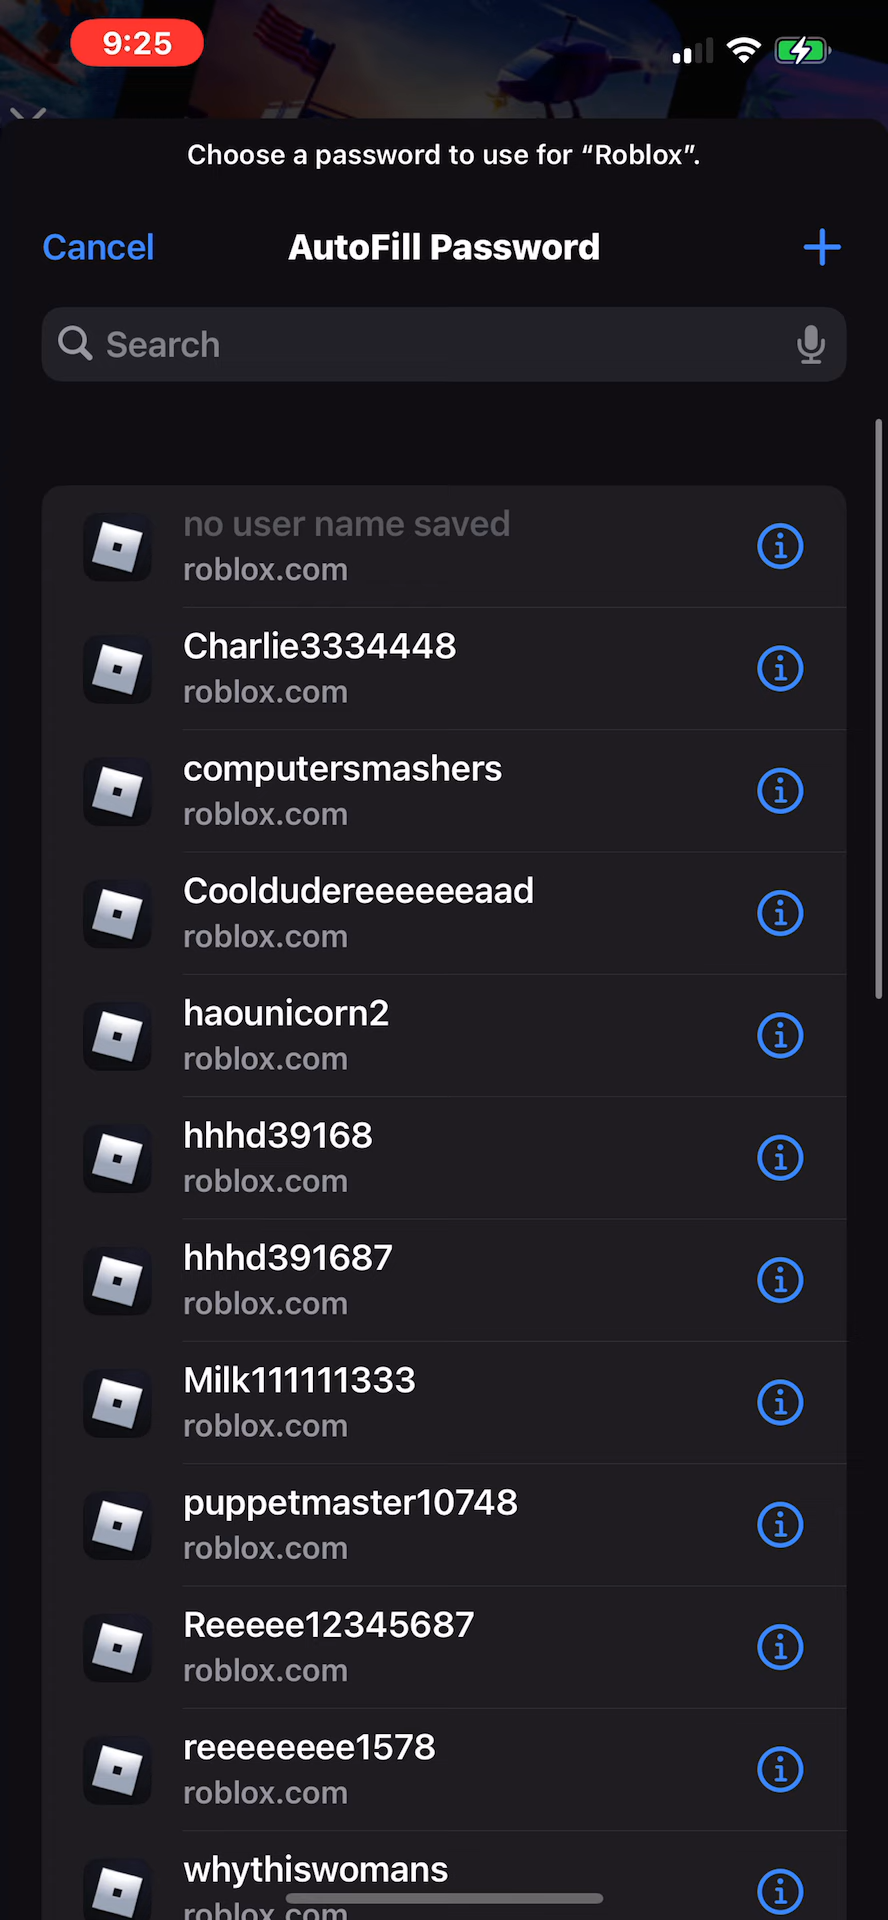 9:25
Choose a password to use for “Roblox”.
Cancel
AutoFill Password
Search
no user name saved
roblox.com
Charlie3334448
roblox.com
computersmashers
roblox.com
Cooldudereeeeeeaad
roblox.com
haounicorn2
roblox.com
hhhd39168
roblox.com
hhhd391687
roblox.com
Milk111111333
roblox.com
puppetmaster10748
roblox.com
Reeeee12345687
roblox.com
reeeeeeee1578
roblox.com
whythiswomans
roblox.com